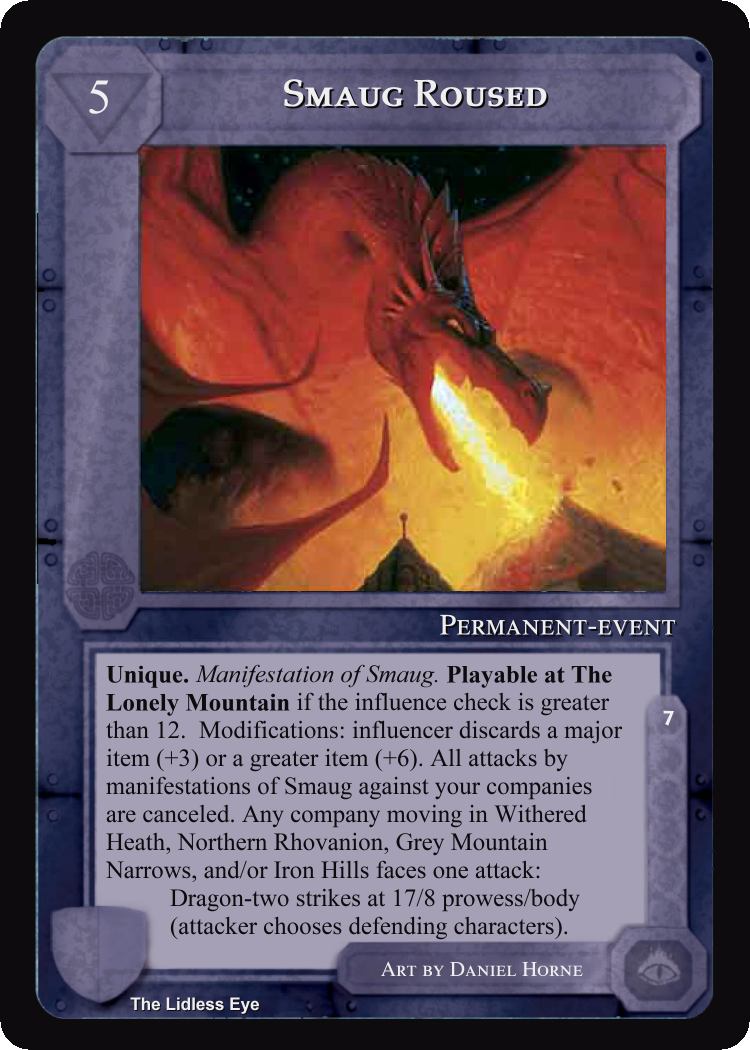 5
Smaug Roused
Permanent-event
Unique. Manifestation of Smaug. Playable at The
Lonely Mountain if the influence check is greater
than 12. Modifications: influencer discards a major
item (+3) or a greater item (+6). All attacks by
manifestations of Smaug against your companies
are canceled. Any company moving in Withered
Heath, Northern Rhovanion, Grey Mountain
Narrows, and/or Iron Hills faces one attack:
Dragon-two strikes at 17/8 prowess/body
(attacker chooses defending characters).
7
Art by Daniel Horne
The Lidless Eye